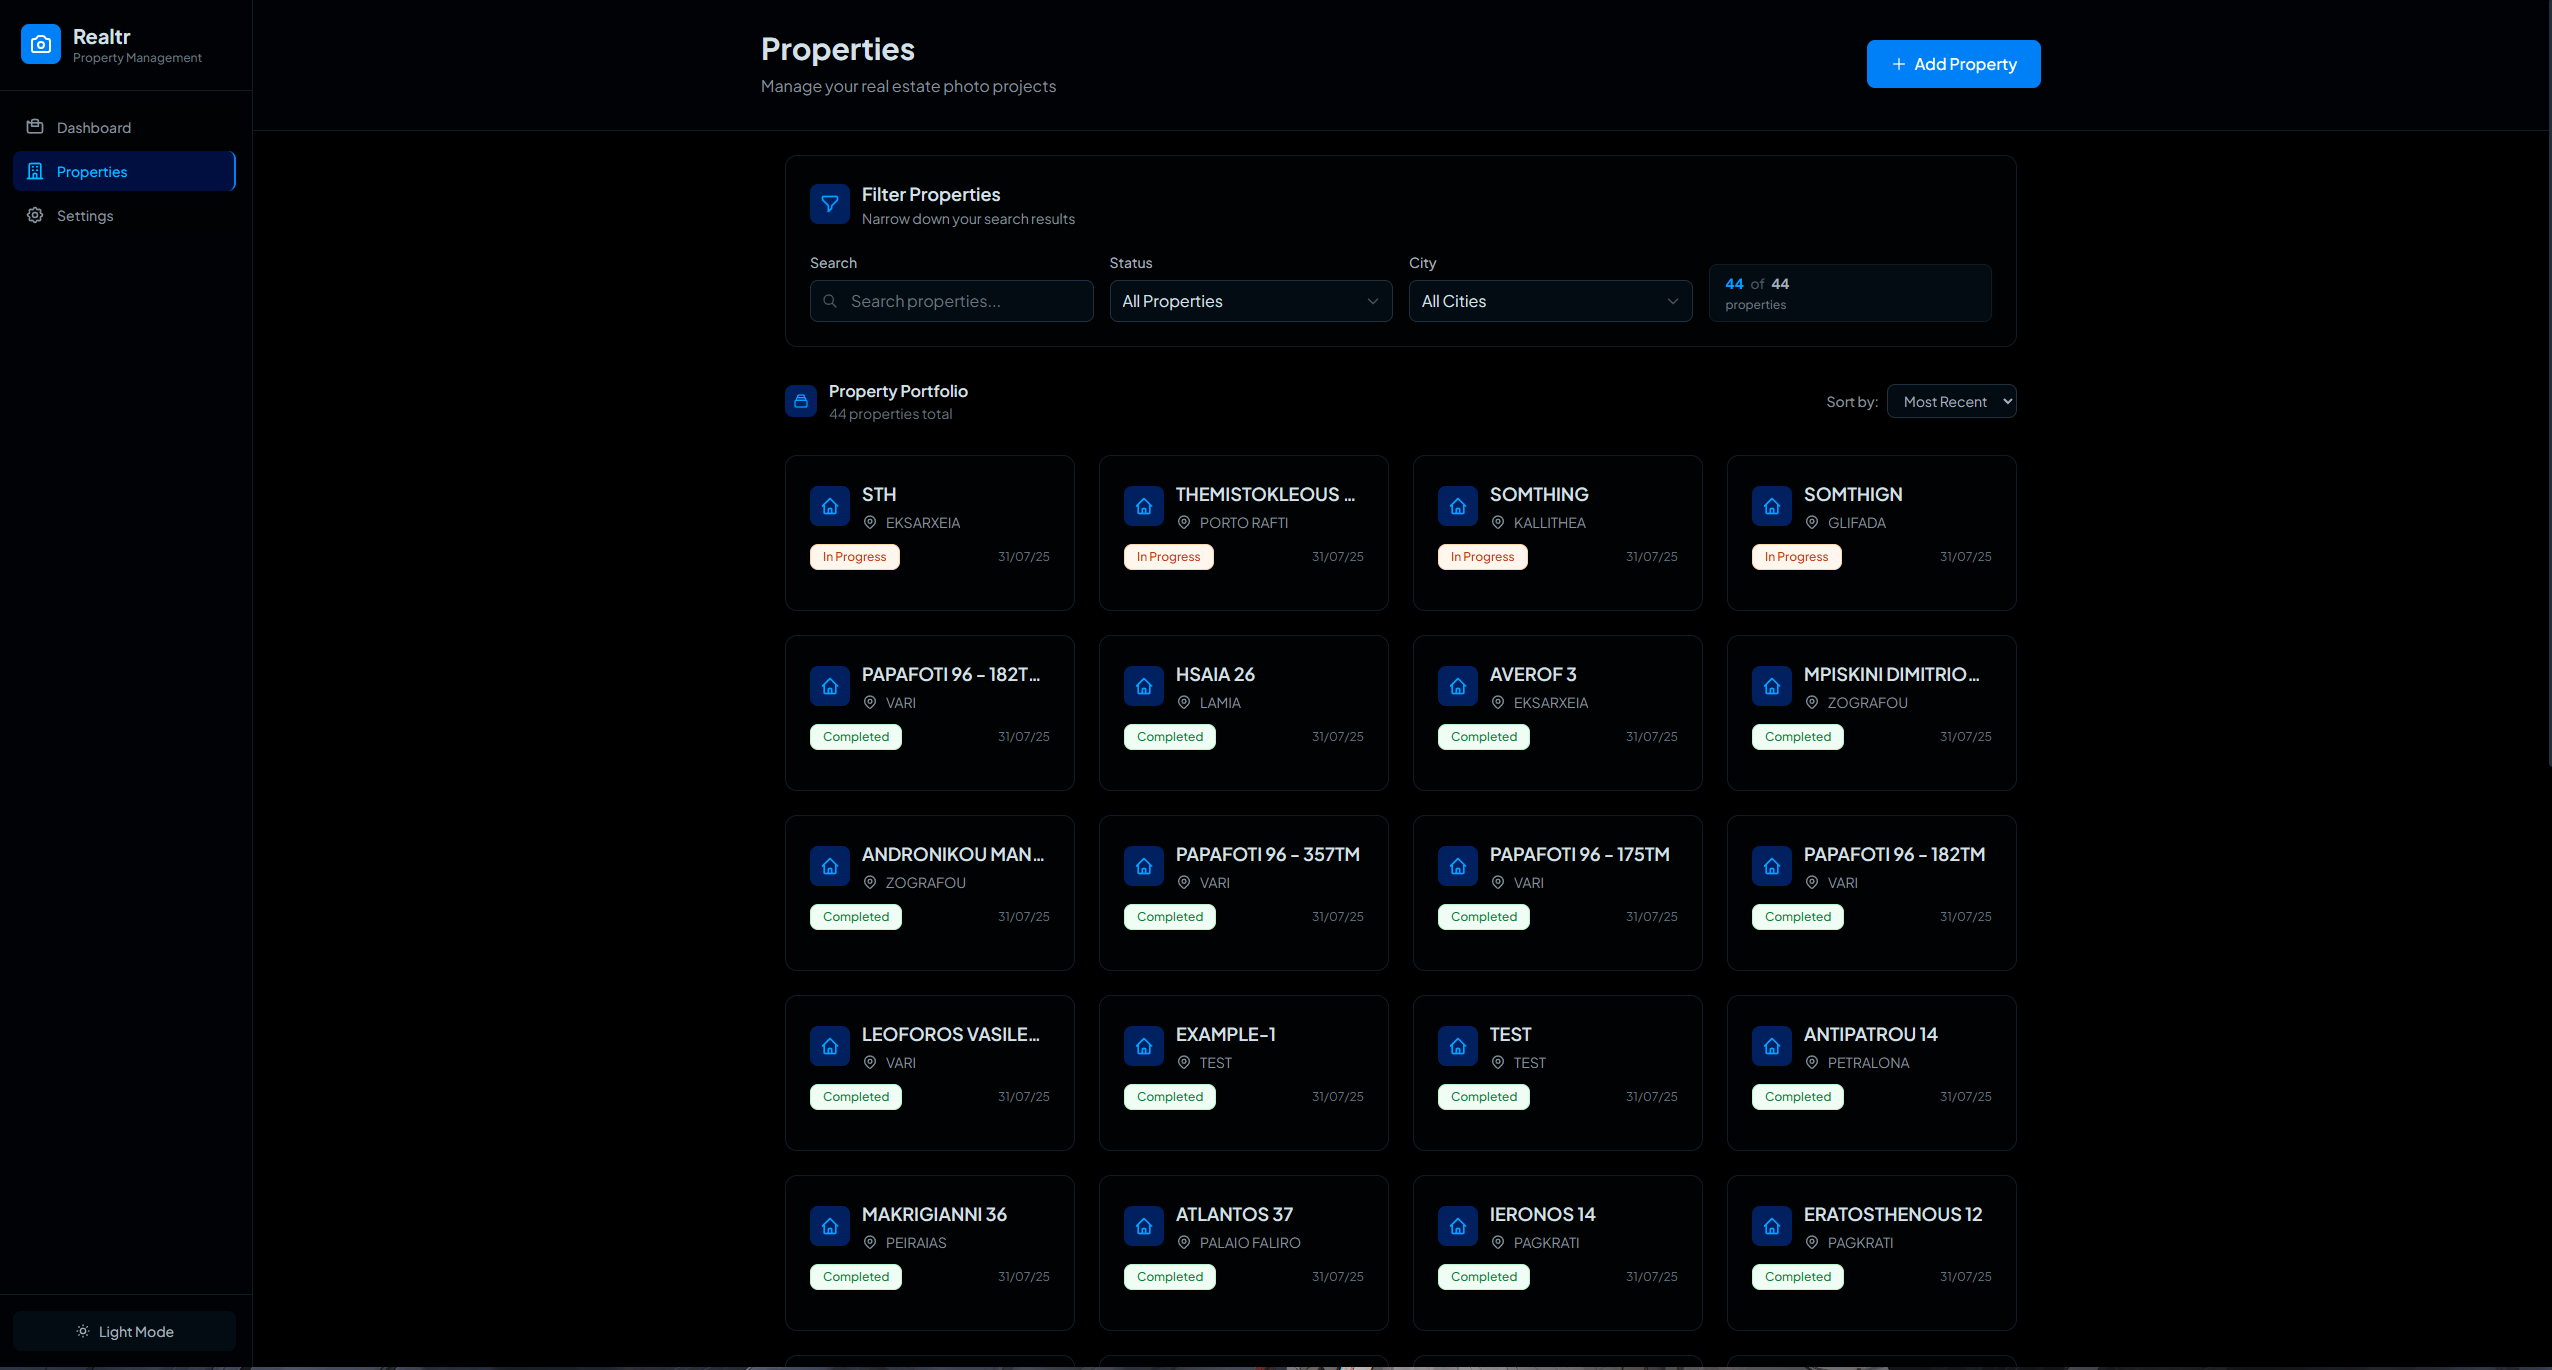 Realtr
Property Management
Dashboard
Properties
Settings
Light Mode
Properties
Manage your real estate photo projects
+ Add Property
Filter Properties
Narrow down your search results
Search
Search properties...
Status
All Properties
City
All Cities
44 of 44
properties
Property Portfolio
44 properties total
Sort by: Most Recent
STH
EKSARXEIA
In Progress 31/07/25
THEMISTOKLEOUS ...
PORTO RAFTI
In Progress 31/07/25
SOMTHING
KALLITHEA
In Progress 31/07/25
SOMTHIGN
GLIFADA
In Progress 31/07/25
PAPAFOTI 96 - 182T...
VARI
Completed 31/07/25
HSAIA 26
LAMIA
Completed 31/07/25
AVEROF 3
EKSARXEIA
Completed 31/07/25
MPISKINI DIMITRIO...
ZOGRAFOU
Completed 31/07/25
ANDRONIKOU MAN...
ZOGRAFOU
Completed 31/07/25
PAPAFOTI 96 - 357TM
VARI
Completed 31/07/25
PAPAFOTI 96 - 175TM
VARI
Completed 31/07/25
PAPAFOTI 96 - 182TM
VARI
Completed 31/07/25
LEOFOROS VASILE...
VARI
Completed 31/07/25
EXAMPLE-1
TEST
Completed 31/07/25
TEST
TEST
Completed 31/07/25
ANTIPATROU 14
PETRALONA
Completed 31/07/25
MAKRIGIANNI 36
PEIRAIAS
Completed 31/07/25
ATLANTOS 37
PALAIO FALIRO
Completed 31/07/25
IERONOS 14
PAGKRATI
Completed 31/07/25
ERATOSTHENOUS 12
PAGKRATI
Completed 31/07/25